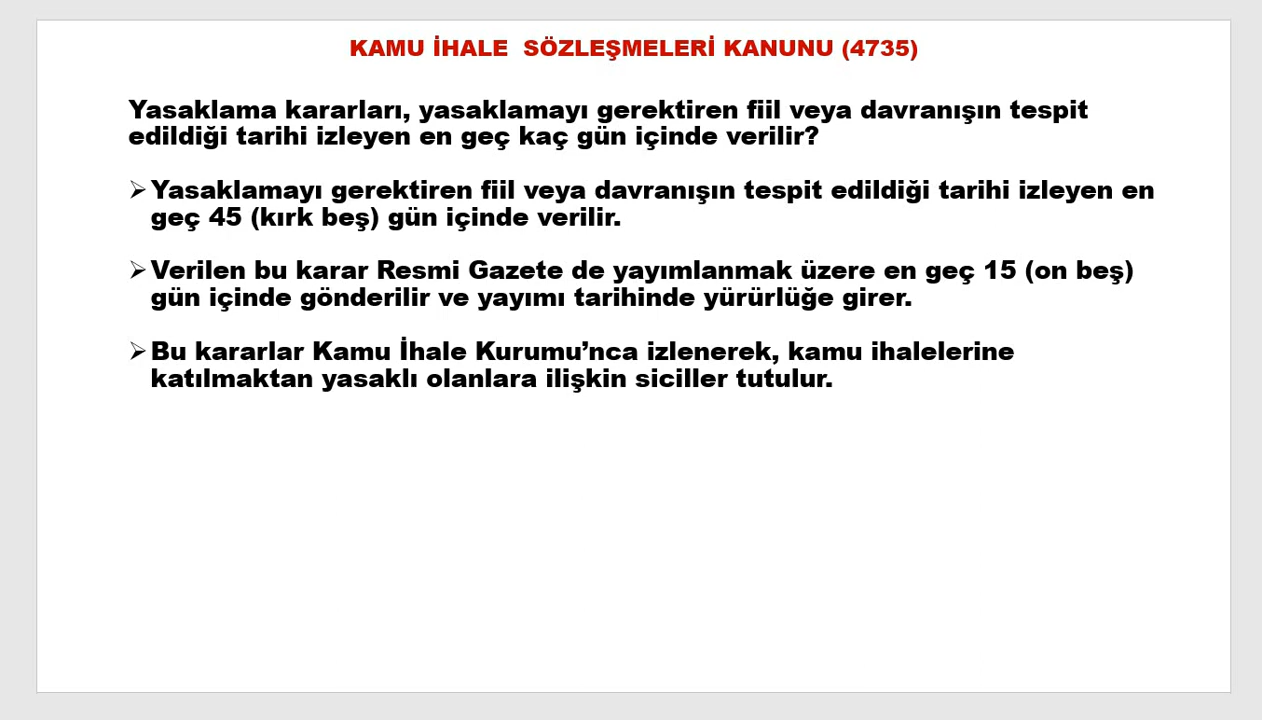 KAMU İHALE  SÖZLEŞMELERİ KANUNU (4735)
Yasaklama kararları, yasaklamayı gerektiren fiil veya davranışın tespit
edildiği tarihi izleyen en geç kaç gün içinde verilir?
➢Yasaklamayı gerektiren fiil veya davranışın tespit edildiği tarihi izleyen en
geç 45 (kırk beş) gün içinde verilir.
➢Verilen bu karar Resmi Gazete de yayımlanmak üzere en geç 15 (on beş)
gün içinde gönderilir ve yayımı tarihinde yürürlüğe girer.
➢Bu kararlar Kamu İhale Kurumu’nca izlenerek, kamu ihalelerine
katılmaktan yasaklı olanlara ilişkin siciller tutulur.